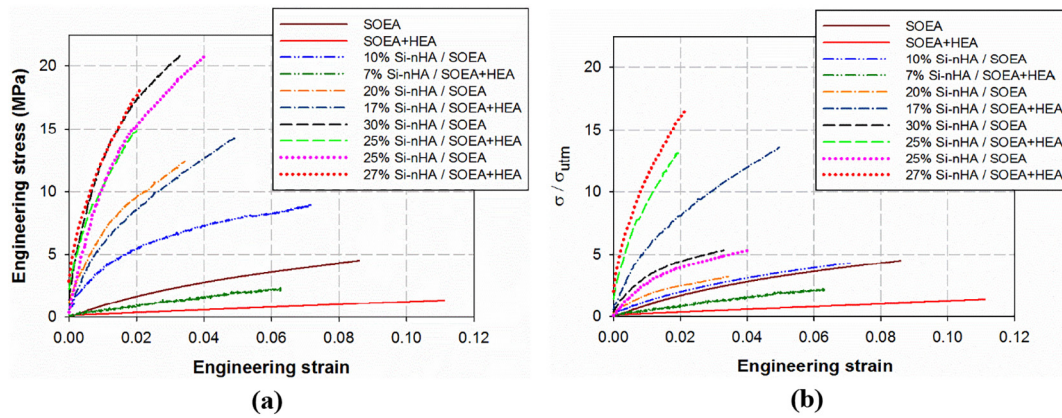 SOEA
SOEA+HEA
10% Si-nHA / SOEA
7% Si-nHA / SOEA+HEA
20% Si-nHA / SOEA
17% Si-nHA / SOEA+HEA
30% Si-nHA / SOEA
25% Si-nHA / SOEA+HEA
25% Si-nHA / SOEA
27% Si-nHA / SOEA+HEA
Engineering stress (MPa)
20
15
10
5
0
0.00 0.02 0.04 0.06 0.08 0.10 0.12
Engineering strain
(a)
SOEA
SOEA+HEA
10% Si-nHA / SOEA
7% Si-nHA / SOEA+HEA
20% Si-nHA / SOEA
17% Si-nHA / SOEA+HEA
30% Si-nHA / SOEA
25% Si-nHA / SOEA+HEA
25% Si-nHA / SOEA
27% Si-nHA / SOEA+HEA
σ / σutm
20
15
10
5
0
0.00 0.02 0.04 0.06 0.08 0.10 0.12
Engineering strain
(b)